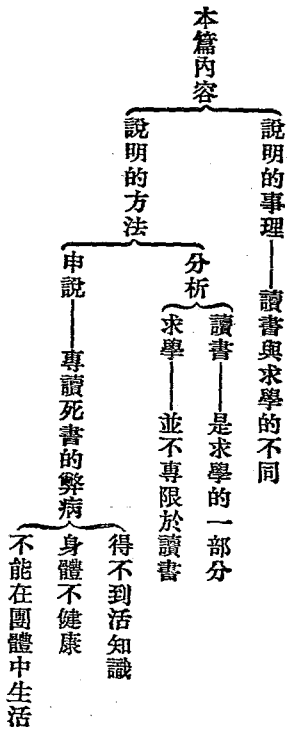 本篇內容
說明的事理——讀書與求學的不同
說明的方法
分析
讀書——是求學的一部分
求學——並不專限於讀書
申說——專讀死書的弊病
得不到活知識
身體不健康
不能在團體中生活